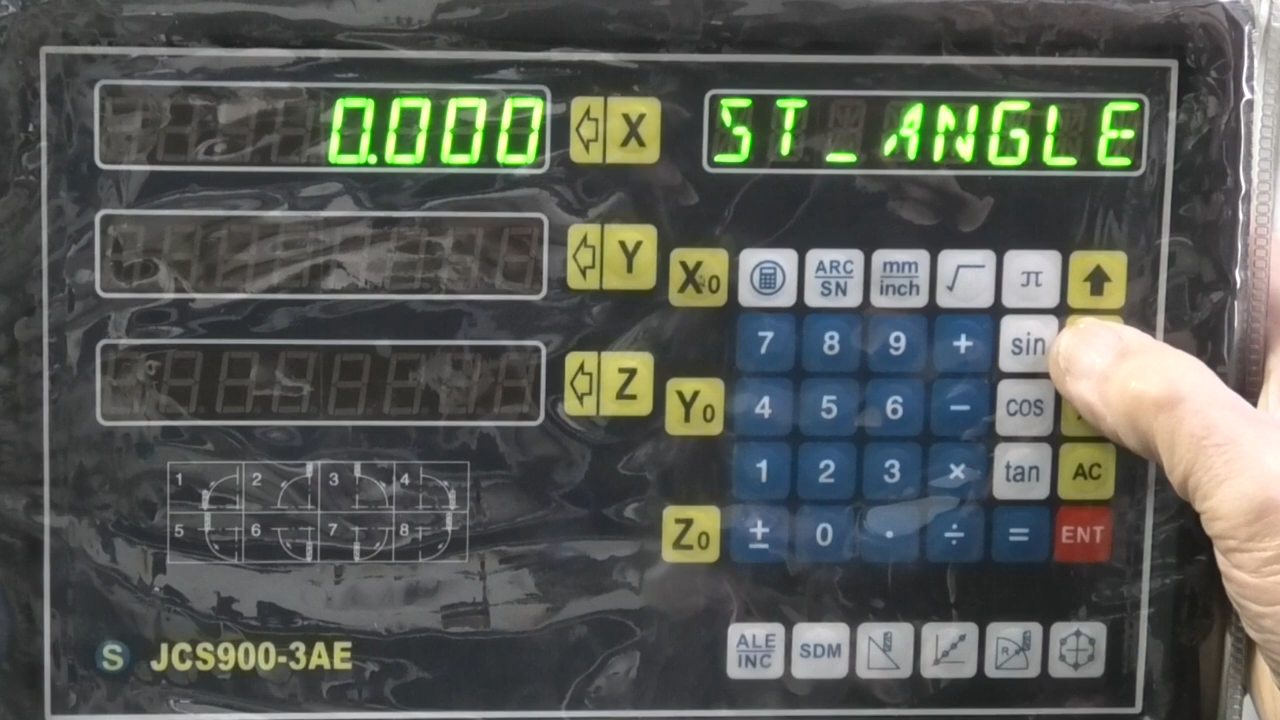 0.000 X ST_ANGLE
Y
Z
X0 ARC
SN mm
inch √ π
7 8 9 + sin
Y0 4 5 6 − cos
1 2 3 × tan AC
Z0 ± 0 . ÷ = ENT
1 2 3 4
5 6 7 8
S JCS900-3AE
ALE
INC SDM R